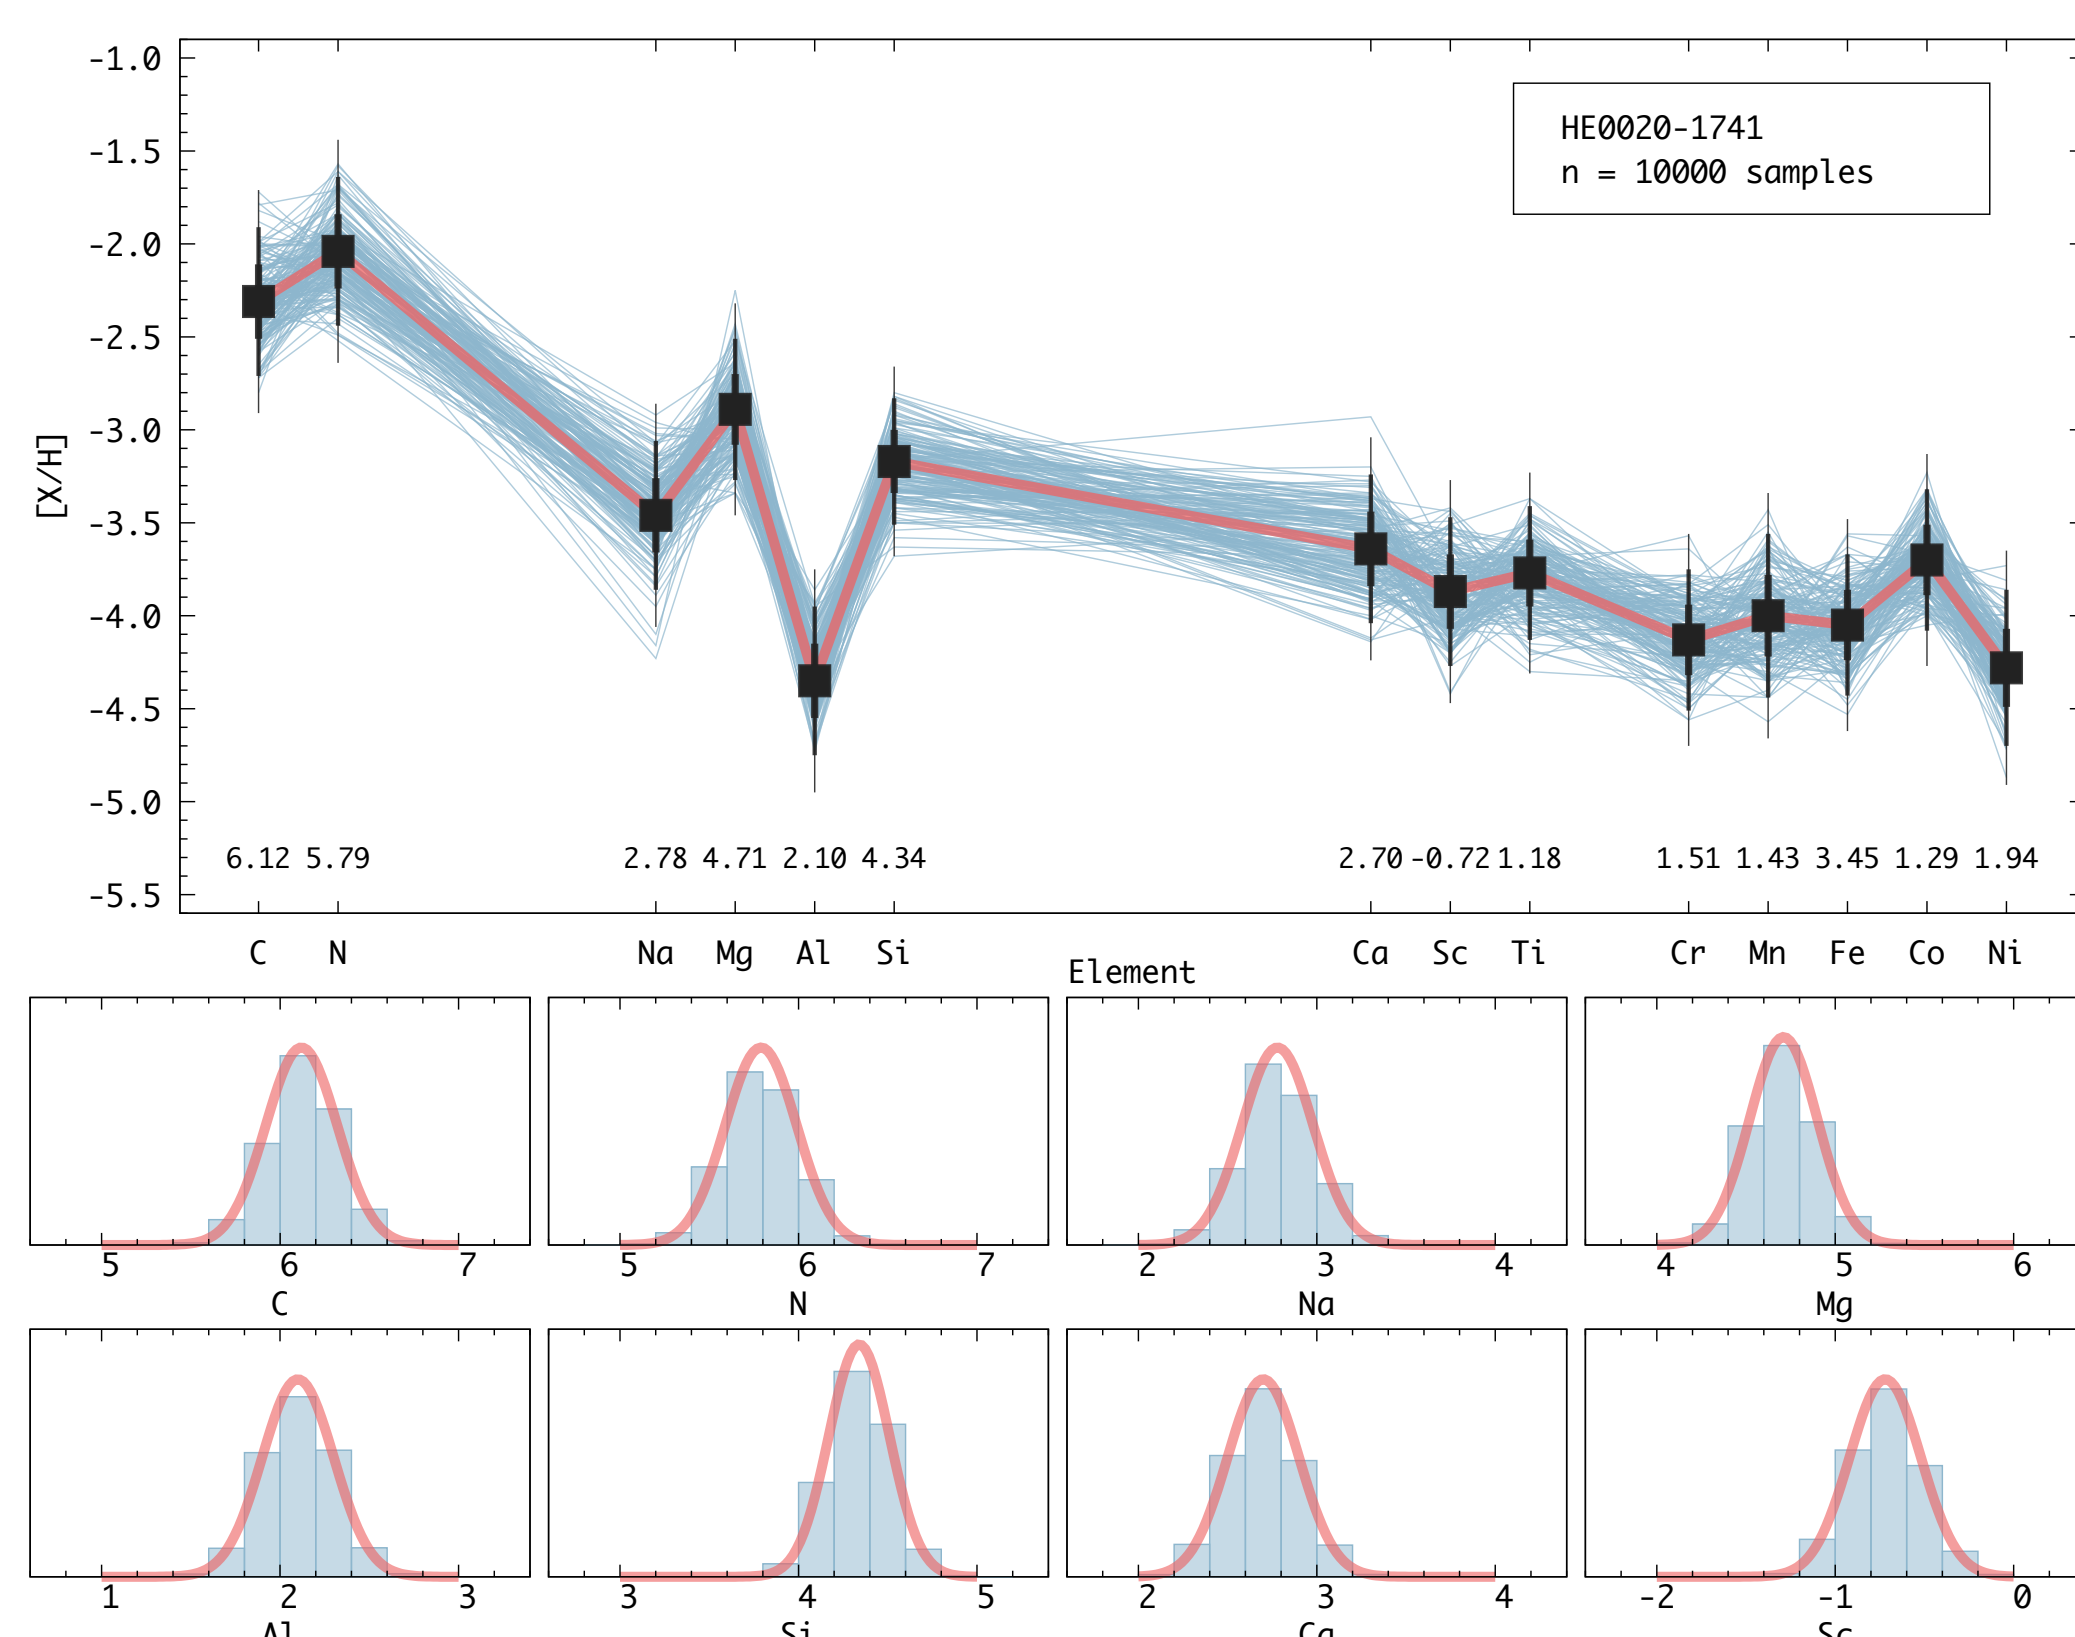 HE0020-1741
n = 10000 samples
[X/H]
-1.0
-1.5
-2.0
-2.5
-3.0
-3.5
-4.0
-4.5
-5.0
-5.5
6.12 5.79 2.78 4.71 2.10 4.34 2.70 -0.72 1.18 1.51 1.43 3.45 1.29 1.94
C N Na Mg Al Si Ca Sc Ti Cr Mn Fe Co Ni
Element
5 6 7 5 6 7 2 3 4 4 5 6
C N Na Mg
1 2 3 3 4 5 2 3 4 -2 -1 0
Al Si Ca Sc